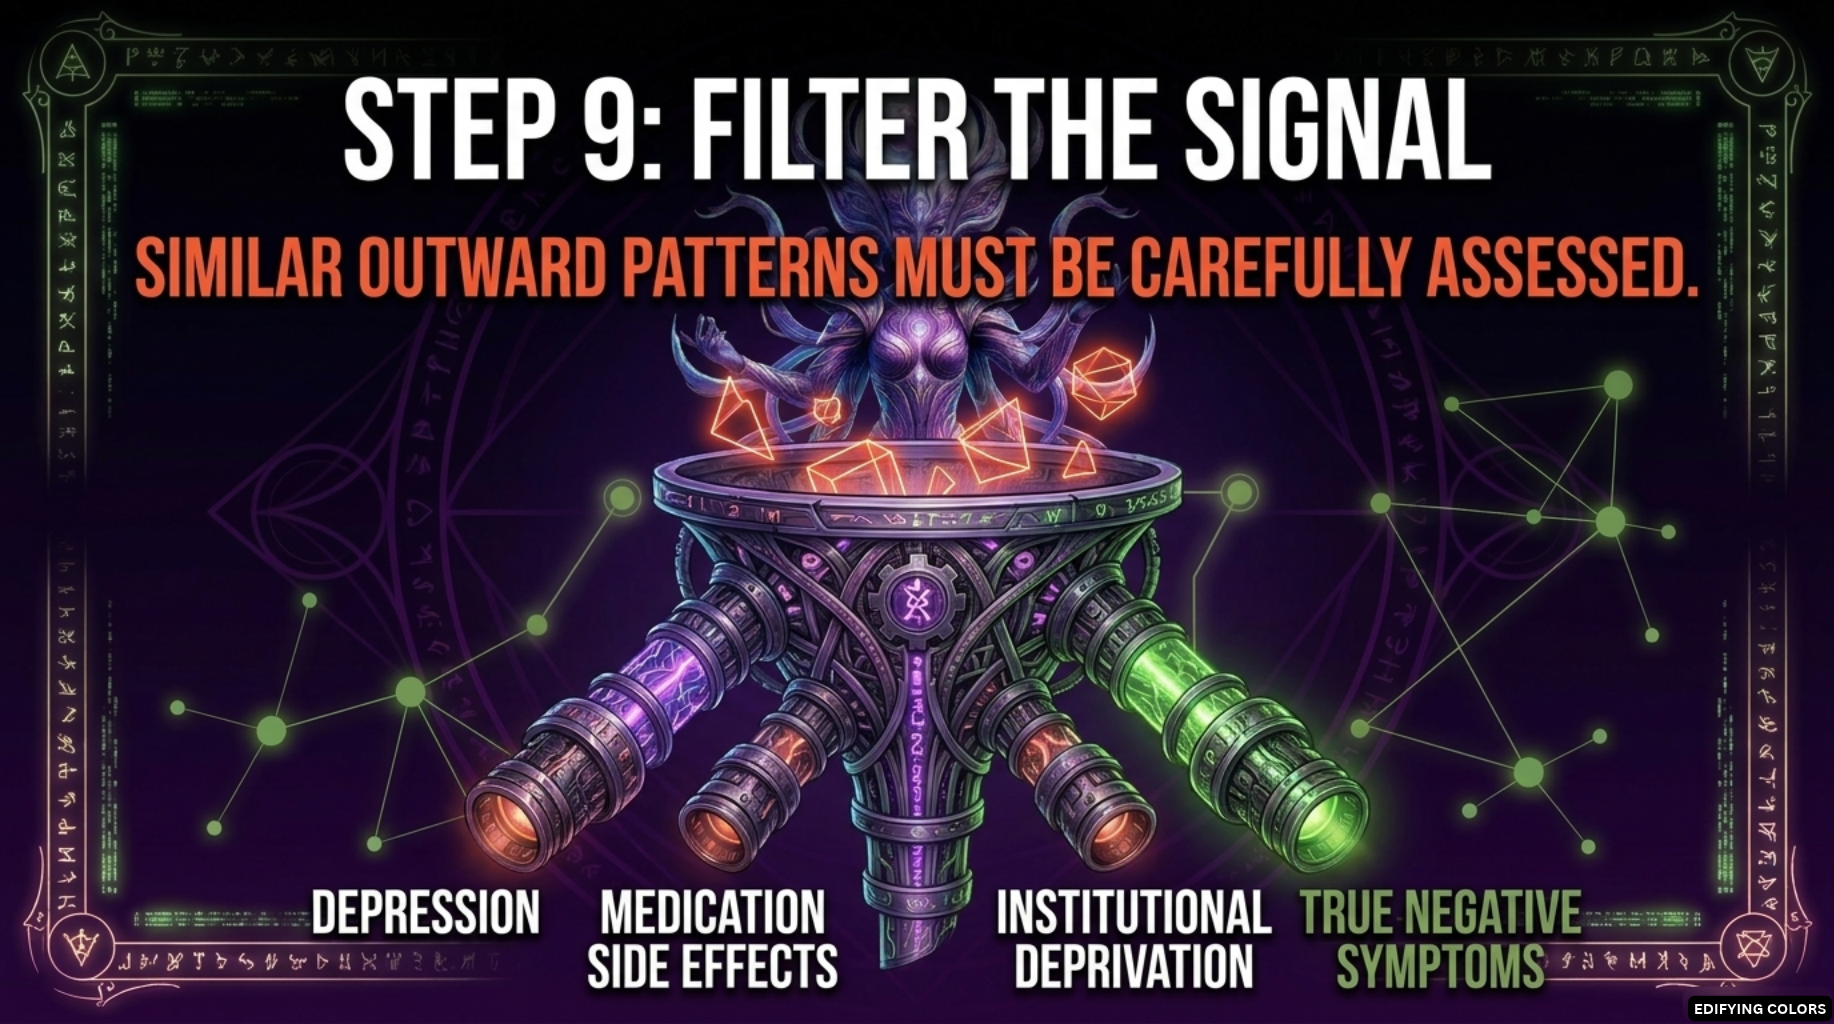 STEP 9: FILTER THE SIGNAL
SIMILAR OUTWARD PATTERNS MUST BE CAREFULLY ASSESSED.
DEPRESSION
MEDICATION
SIDE EFFECTS
INSTITUTIONAL
DEPRIVATION
TRUE NEGATIVE
SYMPTOMS
EDIFYING COLORS